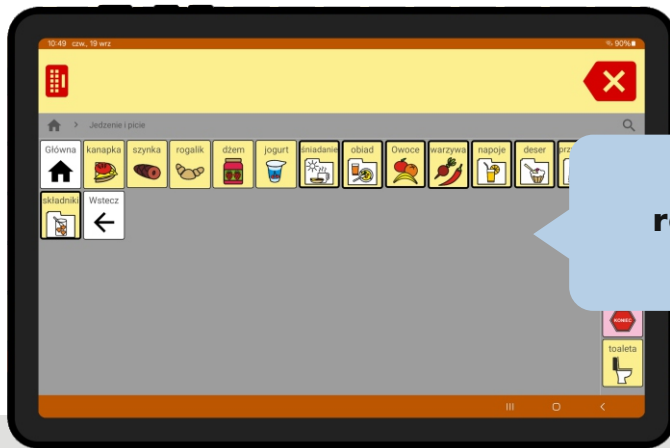 10:49 czw., 19 wrz 90%
Jedzenie i picie
Główna kanapka szynka rogalik dżem jogurt śniadanie obiad Owoce warzywa napoje deser
składniki Wstecz
KONIEC
toaleta